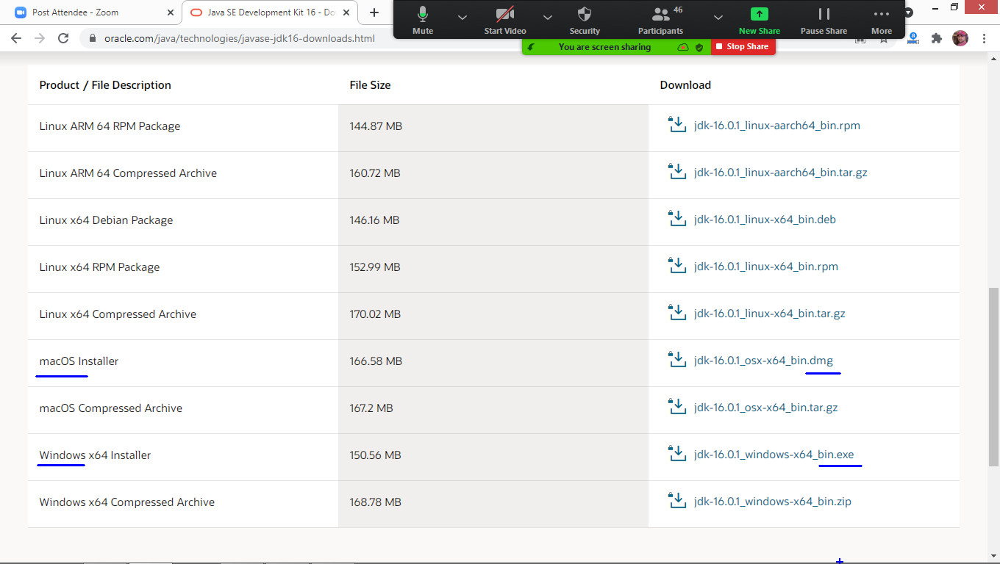 Post Attendee - Zoom
Java SE Development Kit 16 - Do
46
Mute
Start Video
Security
Participants
New Share
Pause Share
More
oracle.com/java/technologies/javase-jdk16-downloads.html
You are screen sharing
Stop Share
Product / File Description File Size Download
Linux ARM 64 RPM Package 144.87 MB jdk-16.0.1_linux-aarch64_bin.rpm
Linux ARM 64 Compressed Archive 160.72 MB jdk-16.0.1_linux-aarch64_bin.tar.gz
Linux x64 Debian Package 146.16 MB jdk-16.0.1_linux-x64_bin.deb
Linux x64 RPM Package 152.99 MB jdk-16.0.1_linux-x64_bin.rpm
Linux x64 Compressed Archive 170.02 MB jdk-16.0.1_linux-x64_bin.tar.gz
macOS Installer 166.58 MB jdk-16.0.1_osx-x64_bin.dmg
macOS Compressed Archive 167.2 MB jdk-16.0.1_osx-x64_bin.tar.gz
Windows x64 Installer 150.56 MB jdk-16.0.1_windows-x64_bin.exe
Windows x64 Compressed Archive 168.78 MB jdk-16.0.1_windows-x64_bin.zip